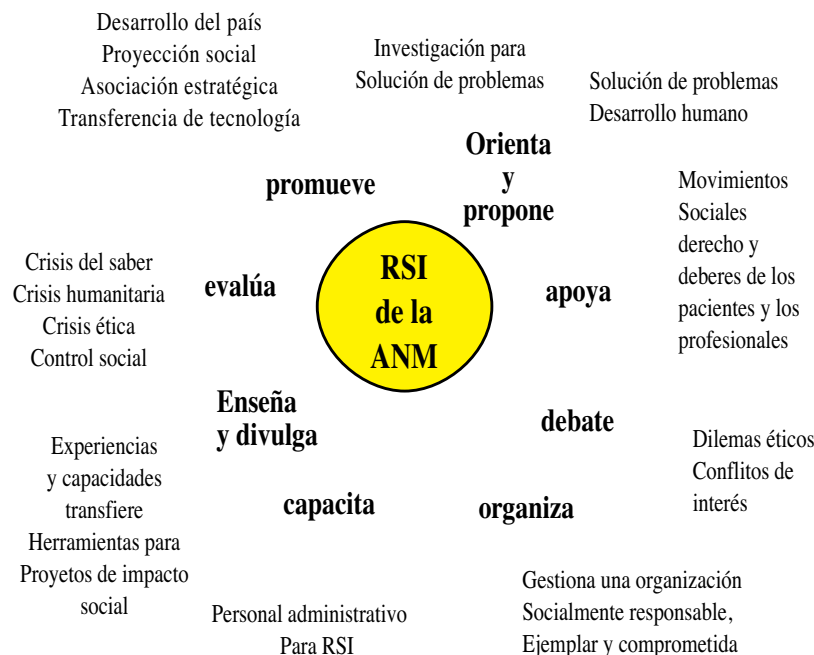 Desarrollo del país
Proyección social
Asociación estratégica
Transferencia de tecnología
Investigación para
Solución de problemas
Solución de problemas
Desarrollo humano
Orienta
y
propone
promueve
Movimientos
Sociales
derecho y
deberes de los
pacientes y los
profesionales
Crisis del saber
Crisis humanitaria
Crisis ética
Control social
evalúa
RSI
de la
ANM
apoya
Enseña
y divulga
debate
Dilemas éticos
Conflitos de
interés
Experiencias
y capacidades
transfiere
Herramientas para
Proyetos de impacto
social
capacita
organiza
Personal administrativo
Para RSI
Gestiona una organización
Socialmente responsable,
Ejemplar y comprometida